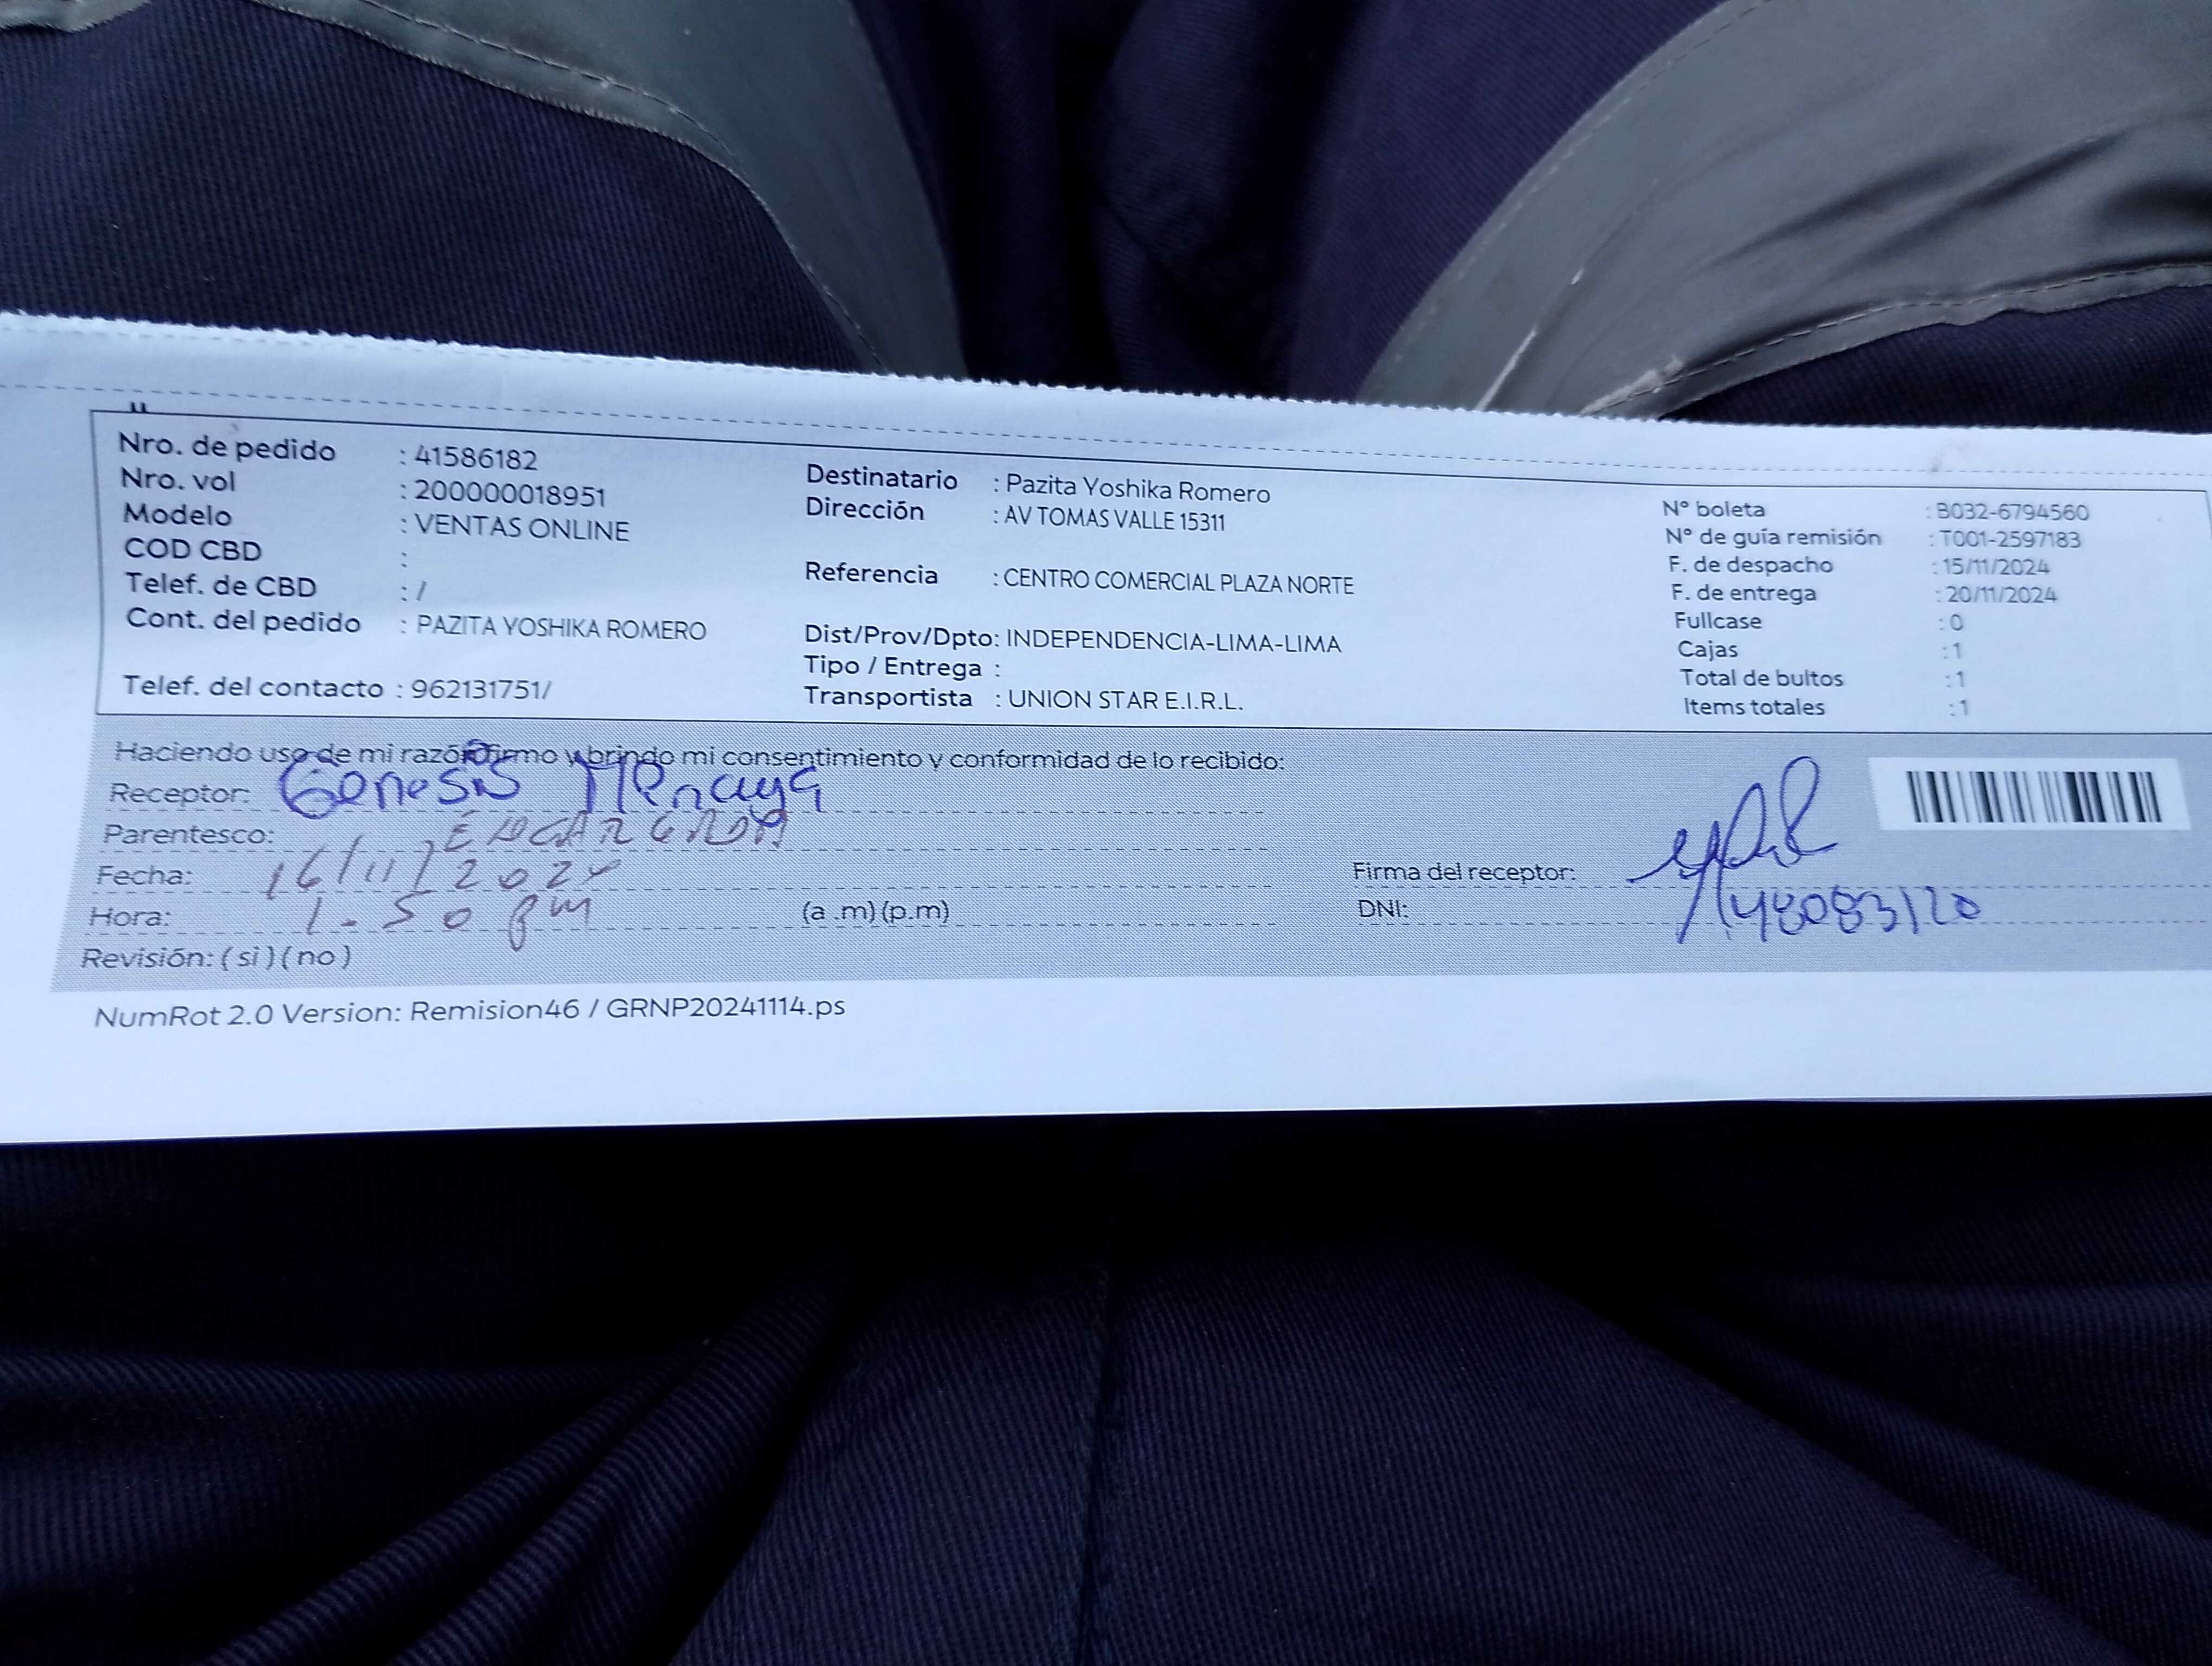 Nro. de pedido : 41586182
Nro. vol : 200000018951
Modelo : VENTAS ONLINE
COD CBD :
Telef. de CBD : /
Cont. del pedido : PAZITA YOSHIKA ROMERO
Telef. del contacto : 962131751/
Destinatario : Pazita Yoshika Romero
Dirección : AV TOMAS VALLE 15311
Referencia : CENTRO COMERCIAL PLAZA NORTE
Dist/Prov/Dpto: INDEPENDENCIA-LIMA-LIMA
Tipo / Entrega :
Transportista : UNION STAR E.I.R.L.
N° boleta : B032-6794560
N° de guía remisión : T001-2597183
F. de despacho : 15/11/2024
F. de entrega : 20/11/2024
Fullcase : 0
Cajas : 1
Total de bultos : 1
Items totales : 1
Haciendo uso de mi razón firmo y brindo mi consentimiento y conformidad de lo recibido:
Receptor: Genesis Menaya
Parentesco:
Fecha: 16/11/2024
Hora: 1.50 pm (a .m) (p.m)
Revisión: ( si ) ( no )
Firma del receptor:
DNI: 48083120
NumRot 2.0 Version: Remision46 / GRNP20241114.ps